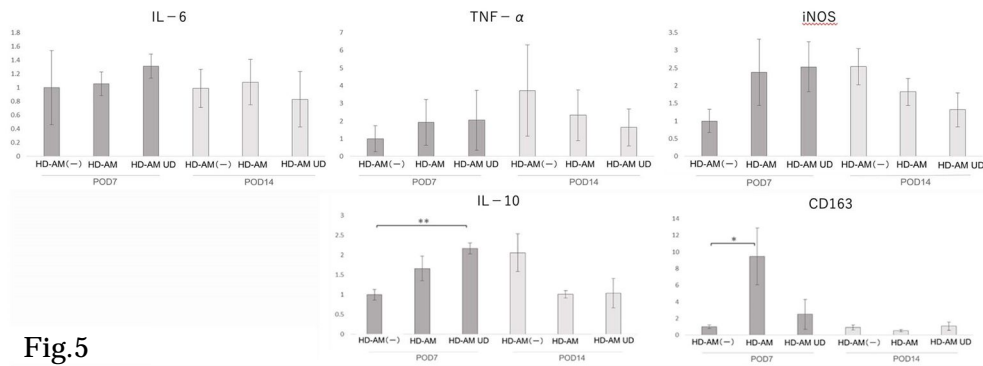 IL-6
1.8
1.6
1.4
1.2
1
0.8
0.6
0.4
0.2
0
HD-AM(-) HD-AM HD-AM UD HD-AM(-) HD-AM HD-AM UD
POD7 POD14
TNF-α
7
6
5
4
3
2
1
0
HD-AM(-) HD-AM HD-AM UD HD-AM(-) HD-AM HD-AM UD
POD7 POD14
iNOS
3.5
3
2.5
2
1.5
1
0.5
0
HD-AM(-) HD-AM HD-AM UD HD-AM(-) HD-AM HD-AM UD
POD7 POD14
IL-10
3
2.5
2
1.5
1
0.5
0
**
HD-AM(-) HD-AM HD-AM UD HD-AM(-) HD-AM HD-AM UD
POD7 POD14
CD163
14
12
10
8
6
4
2
0
*
HD-AM(-) HD-AM HD-AM UD HD-AM(-) HD-AM HD-AM UD
POD7 POD14
Fig.5